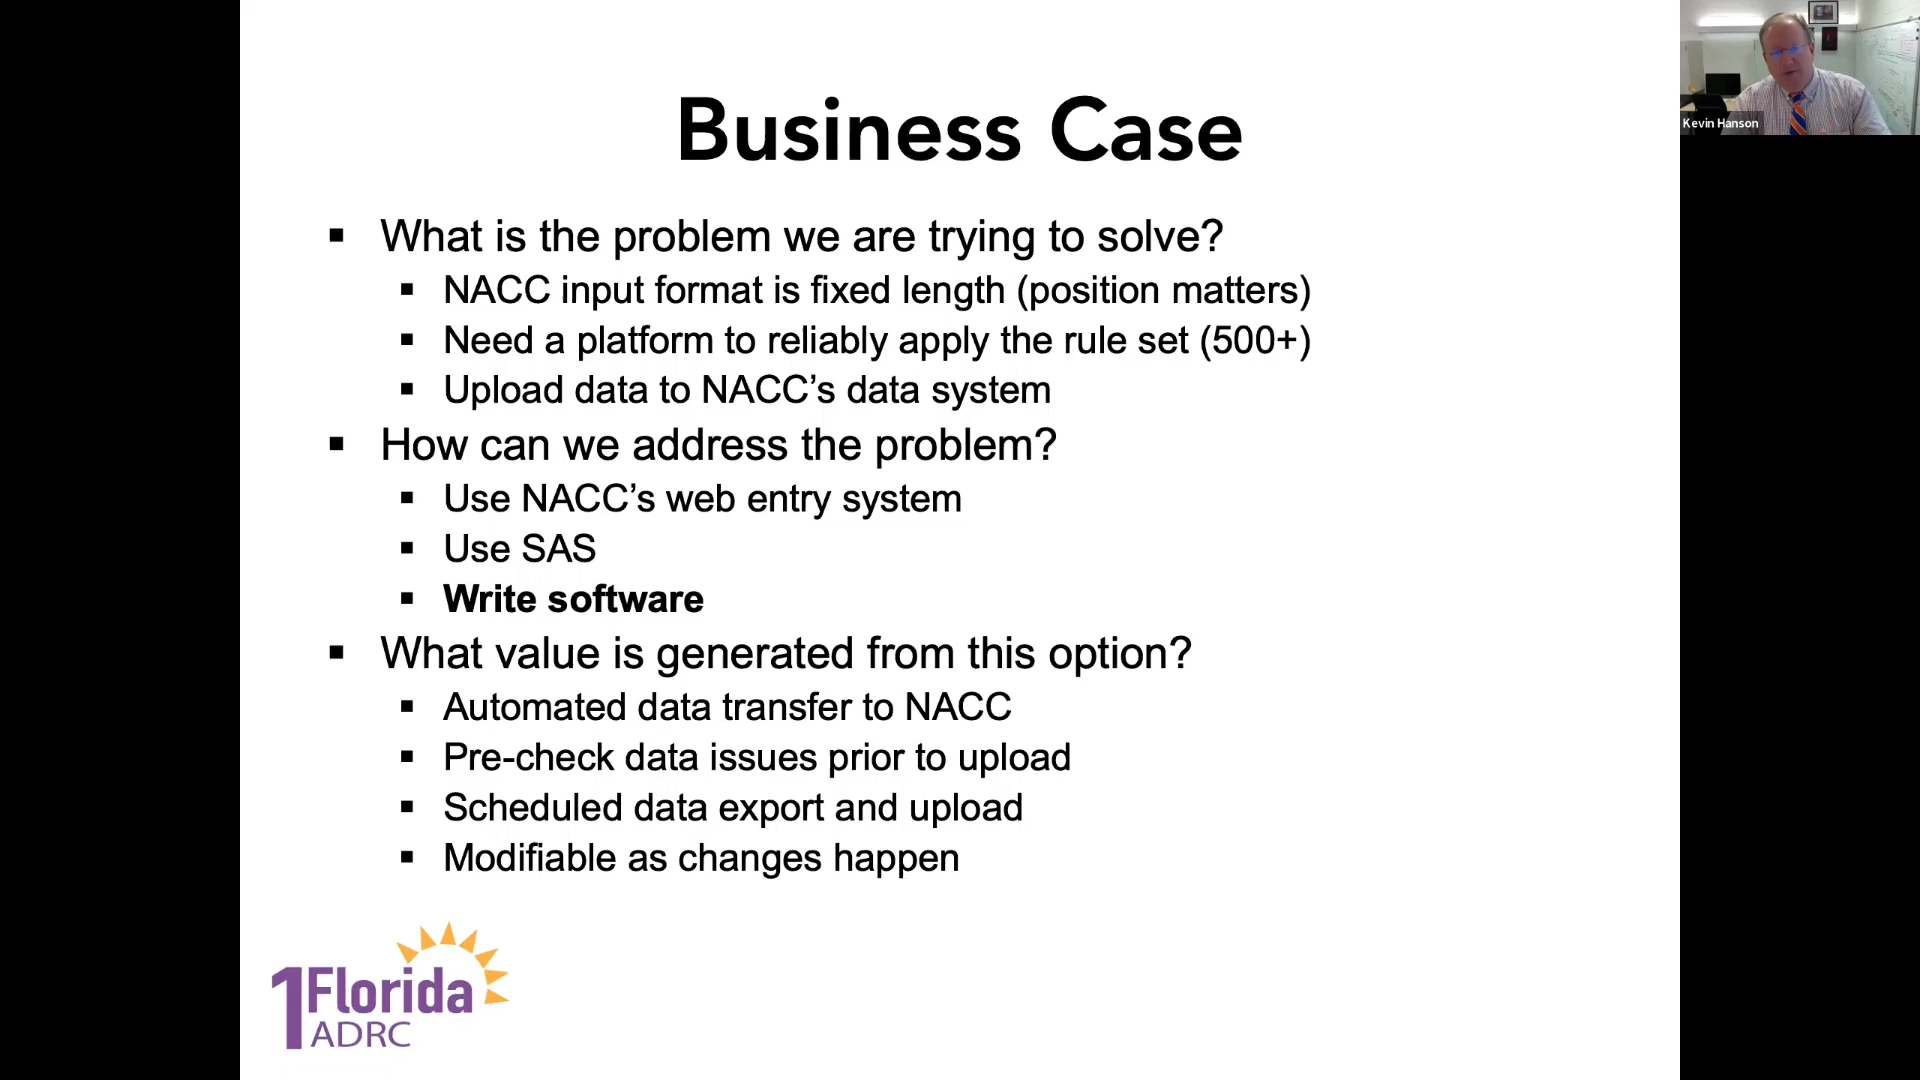 Business Case
▪ What is the problem we are trying to solve?
▪ NACC input format is fixed length (position matters)
▪ Need a platform to reliably apply the rule set (500+)
▪ Upload data to NACC’s data system
▪ How can we address the problem?
▪ Use NACC’s web entry system
▪ Use SAS
▪ Write software
▪ What value is generated from this option?
▪ Automated data transfer to NACC
▪ Pre-check data issues prior to upload
▪ Scheduled data export and upload
▪ Modifiable as changes happen
1Florida
ADRC
Kevin Hanson